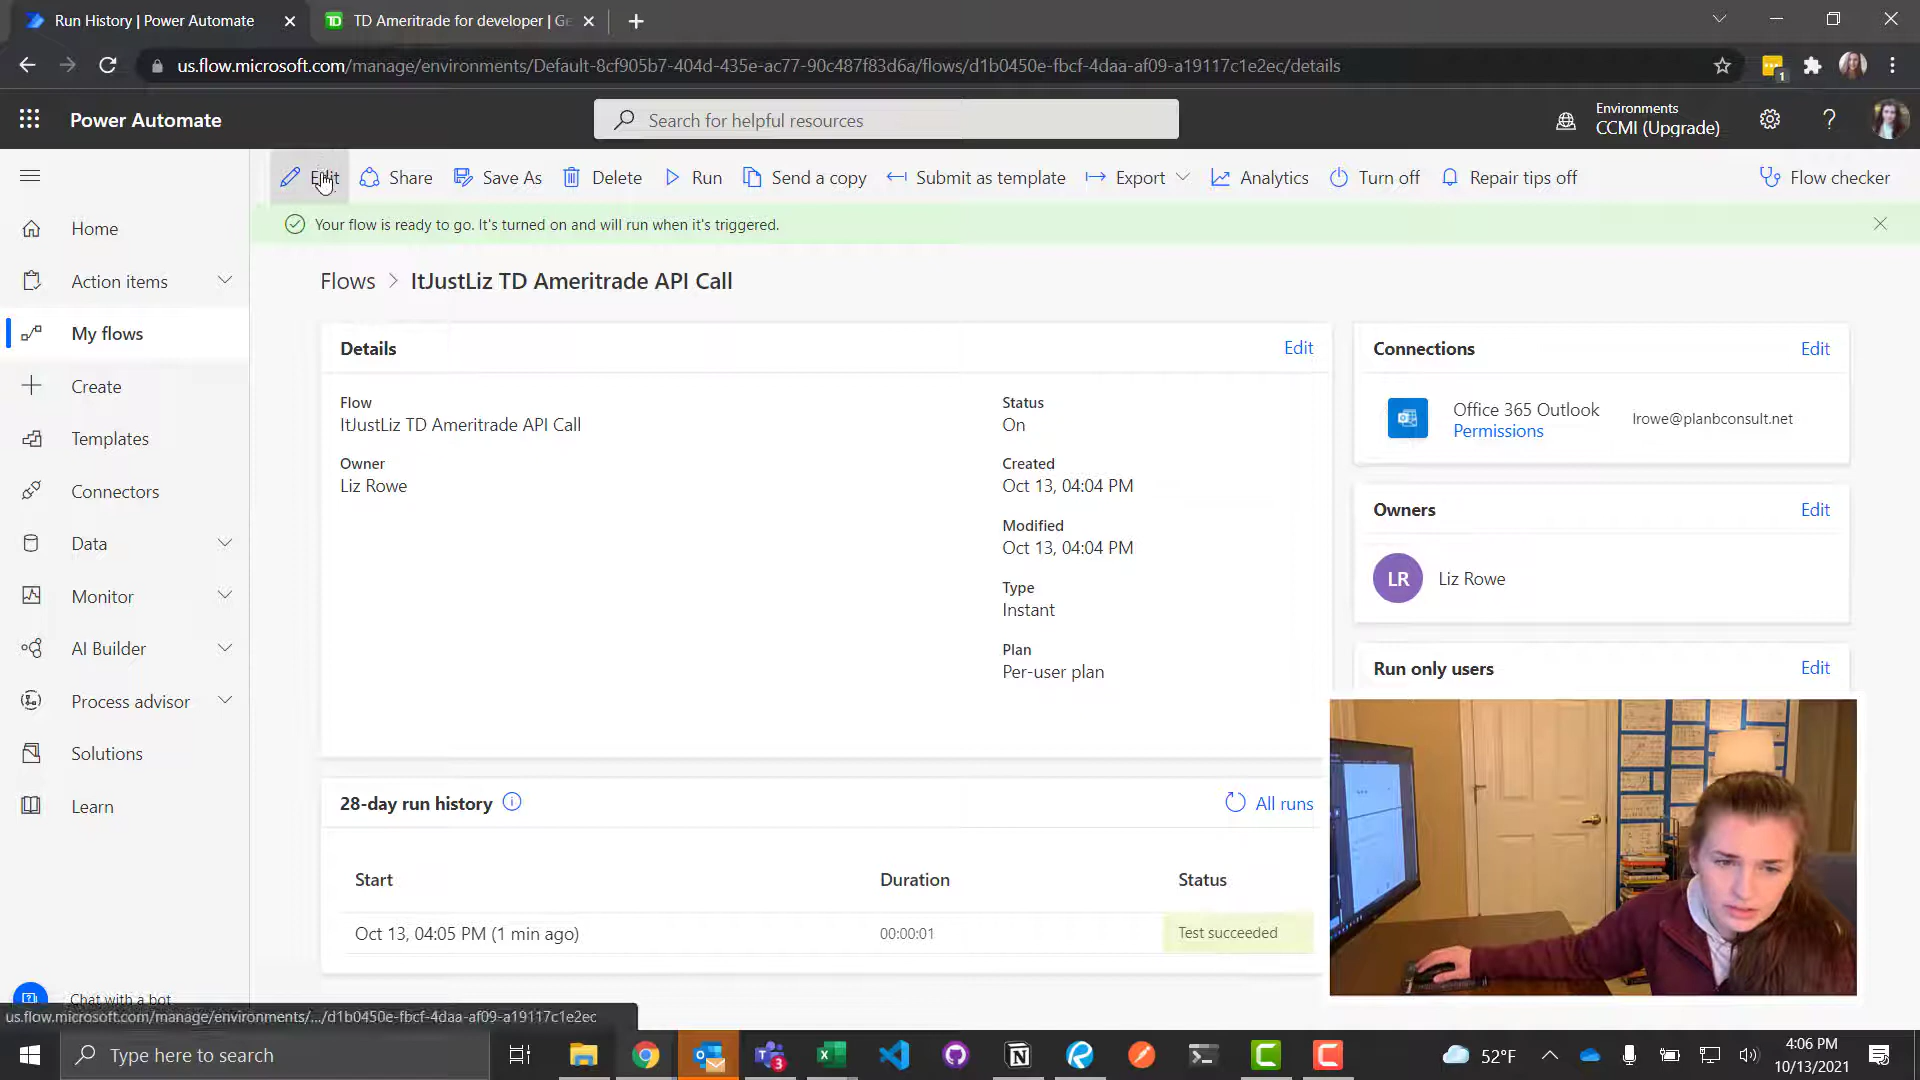 Run History | Power Automate
TD Ameritrade for developer | Ge
us.flow.microsoft.com/manage/environments/Default-8cf905b7-404d-435e-ac77-90c487f83d6a/flows/d1b0450e-fbcf-4daa-af09-a19117c1e2ec/details
1
Power Automate
Search for helpful resources
Environments
CCMI (Upgrade)
Edit
Share
Save As
Delete
Run
Send a copy
Submit as template
Export
Analytics
Turn off
Repair tips off
Flow checker
Your flow is ready to go. It's turned on and will run when it's triggered.
Home
Action items
My flows
Create
Templates
Connectors
Data
Monitor
AI Builder
Process advisor
Solutions
Learn
Chat with a bot
Flows > ItJustLiz TD Ameritrade API Call
Details
Edit
Flow
ItJustLiz TD Ameritrade API Call
Owner
Liz Rowe
Status
On
Created
Oct 13, 04:04 PM
Modified
Oct 13, 04:04 PM
Type
Instant
Plan
Per-user plan
Connections
Edit
Office 365 Outlook
Permissions
lrowe@planbconsult.net
Owners
Edit
LR
Liz Rowe
Run only users
Edit
28-day run history
All runs
Start
Duration
Status
Oct 13, 04:05 PM (1 min ago)
00:00:01
Test succeeded
us.flow.microsoft.com/manage/environments/.../d1b0450e-fbcf-4daa-af09-a19117c1e2ec
Type here to search
3
52°F
4:06 PM
10/13/2021